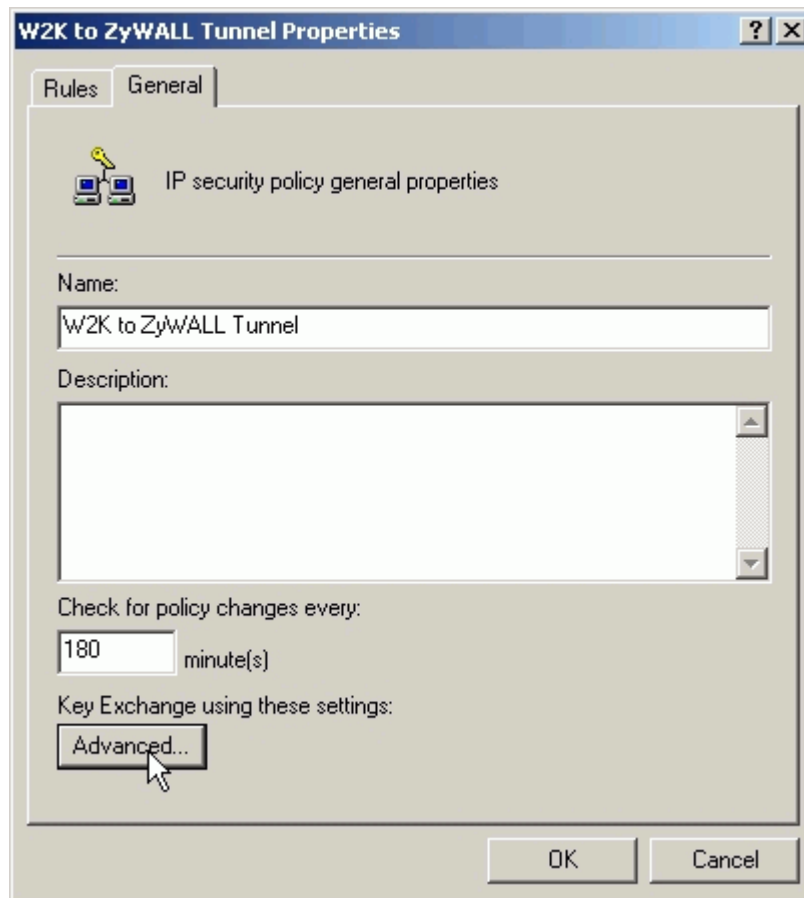 W2K to ZyWALL Tunnel Properties
Rules
General
IP security policy general properties
Name:
W2K to ZyWALL Tunnel
Description:
Check for policy changes every:
180 minute(s)
Key Exchange using these settings:
Advanced...
OK
Cancel